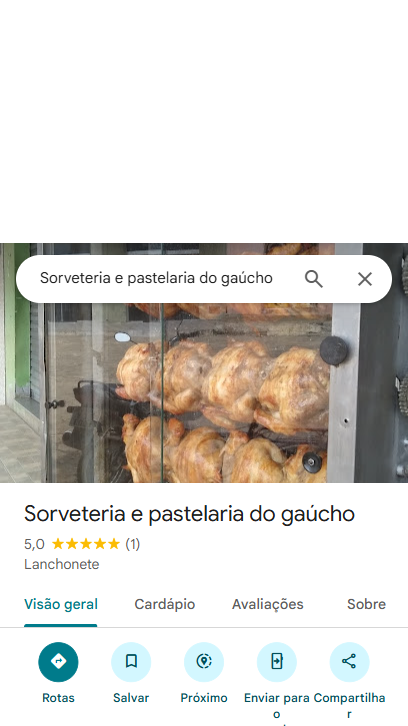 Sorveteria e pastelaria do gaúcho
Sorveteria e pastelaria do gaúcho
5,0 (1)
Lanchonete
Visão geral Cardápio Avaliações Sobre
Rotas Salvar Próximo Enviar para o Compartilhar